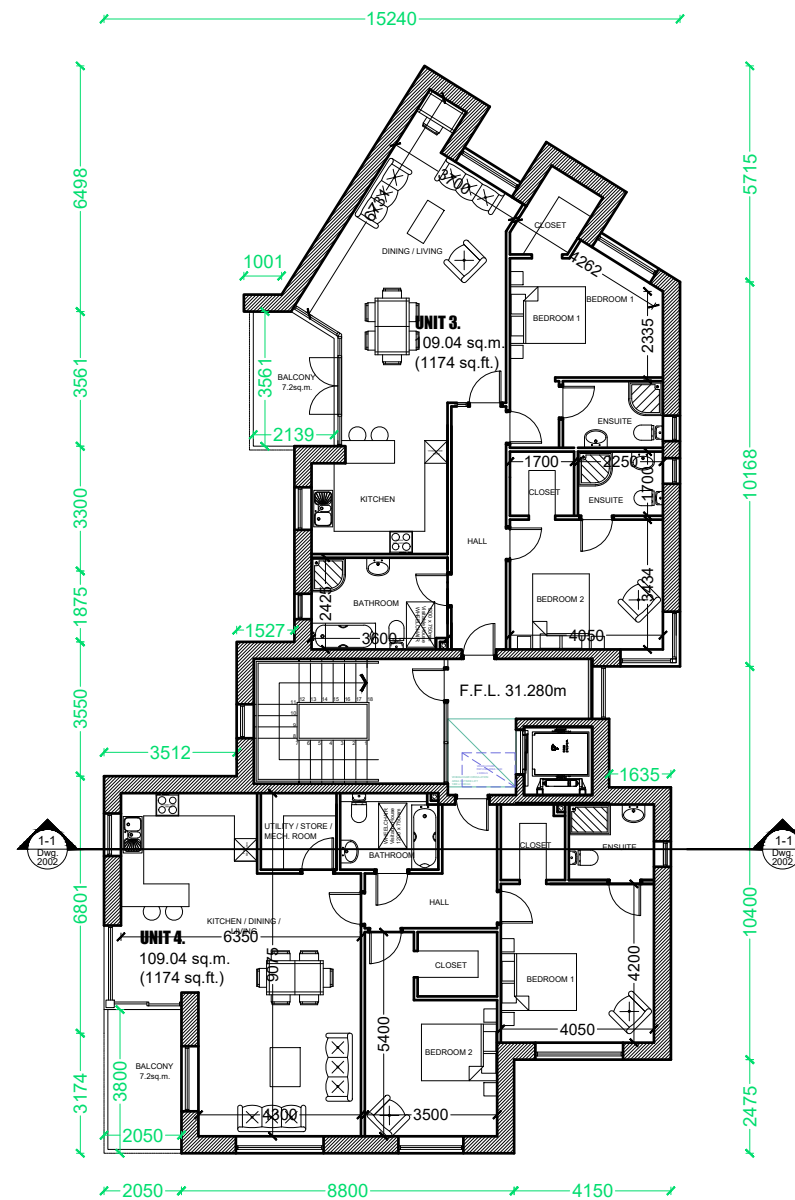 15240
6498
5715
1001
6731
3700
CLOSET
4262
DINING / LIVING
BEDROOM 1
BEDROOM 1
2335
UNIT 3.
109.04 sq.m.
(1174 sq.ft.)
3561
3561
BALCONY
7.2sq.m.
2139
ENSUITE
10168
1700
2250
1700
CLOSET
ENSUITE
KITCHEN
3300
HALL
1875
2425
BATHROOM
3600
1527
BEDROOM 2
3434
4050
F.F.L. 31.280m
3550
3512
1635
UTILITY / STORE /
MECH. ROOM
WHEELCHAIR
BATHROOM
CLOSET
ENSUITE
1-1
Dwg.
2002
1-1
Dwg.
2002
6801
10400
HALL
KITCHEN / DINING /
LIVING
6350
UNIT 4.
109.04 sq.m.
(1174 sq.ft.)
9075
CLOSET
BEDROOM 1
4200
4050
5400
BEDROOM 2
BALCONY
7.2sq.m.
3800
3174
2475
2050
4300
3500
2050
8800
4150